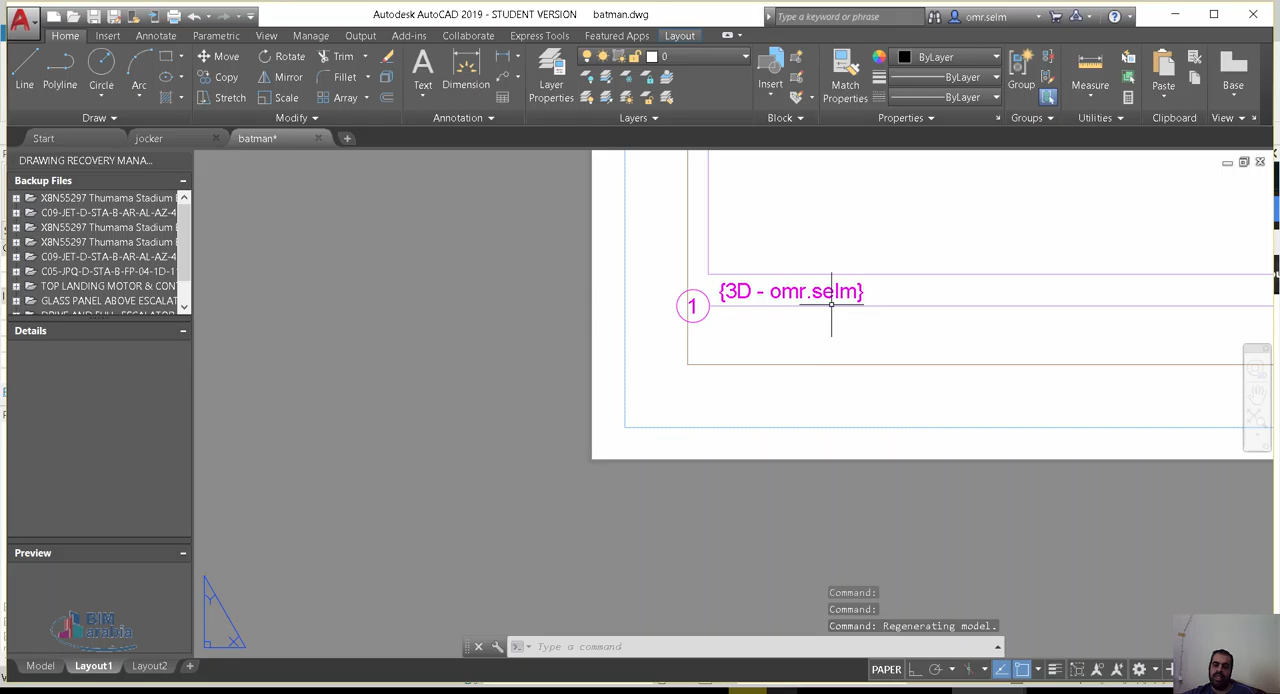 Autodesk AutoCAD 2019 - STUDENT VERSION batman.dwg
Type a keyword or phrase
omr.selm
Home Insert Annotate Parametric View Manage Output Add-ins Collaborate Express Tools Featured Apps Layout
Line Polyline Circle Arc
Move Rotate Trim
Copy Mirror Fillet
Stretch Scale Array
Text Dimension
Layer Properties
0
Insert
Match Properties
ByLayer
ByLayer
ByLayer
Group Measure Paste Base
Draw Modify Annotation Layers Block Properties Groups Utilities Clipboard View
Start jocker batman*
DRAWING RECOVERY MANA...
Backup Files
X8N55297 Thumama Stadium
C09-JET-D-STA-B-AR-AL-AZ-4
X8N55297 Thumama Stadium
X8N55297 Thumama Stadium
C09-JET-D-STA-B-AR-AL-AZ-4
C05-JPQ-D-STA-B-FP-04-1D-1
TOP LANDING MOTOR & CON
GLASS PANEL ABOVE ESCALAT
Details
Preview
BIM arabia
1 {3D - omr.selm}
Y
X
Command:
Command:
Command: Regenerating model.
Type a command
Model Layout1 Layout2
PAPER